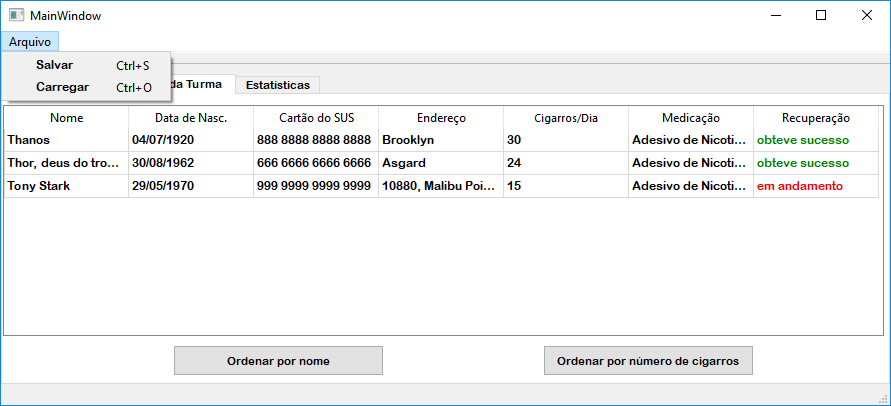 MainWindow
Arquivo
Salvar Ctrl+S
Carregar Ctrl+O
da Turma Estatisticas
Nome Data de Nasc. Cartão do SUS Endereço Cigarros/Dia Medicação Recuperação
Thanos 04/07/1920 888 8888 8888 8888 Brooklyn 30 Adesivo de Nicoti... obteve sucesso
Thor, deus do tro... 30/08/1962 666 6666 6666 6666 Asgard 24 Adesivo de Nicoti... obteve sucesso
Tony Stark 29/05/1970 999 9999 9999 9999 10880, Malibu Poi... 15 Adesivo de Nicoti... em andamento
Ordenar por nome Ordenar por número de cigarros